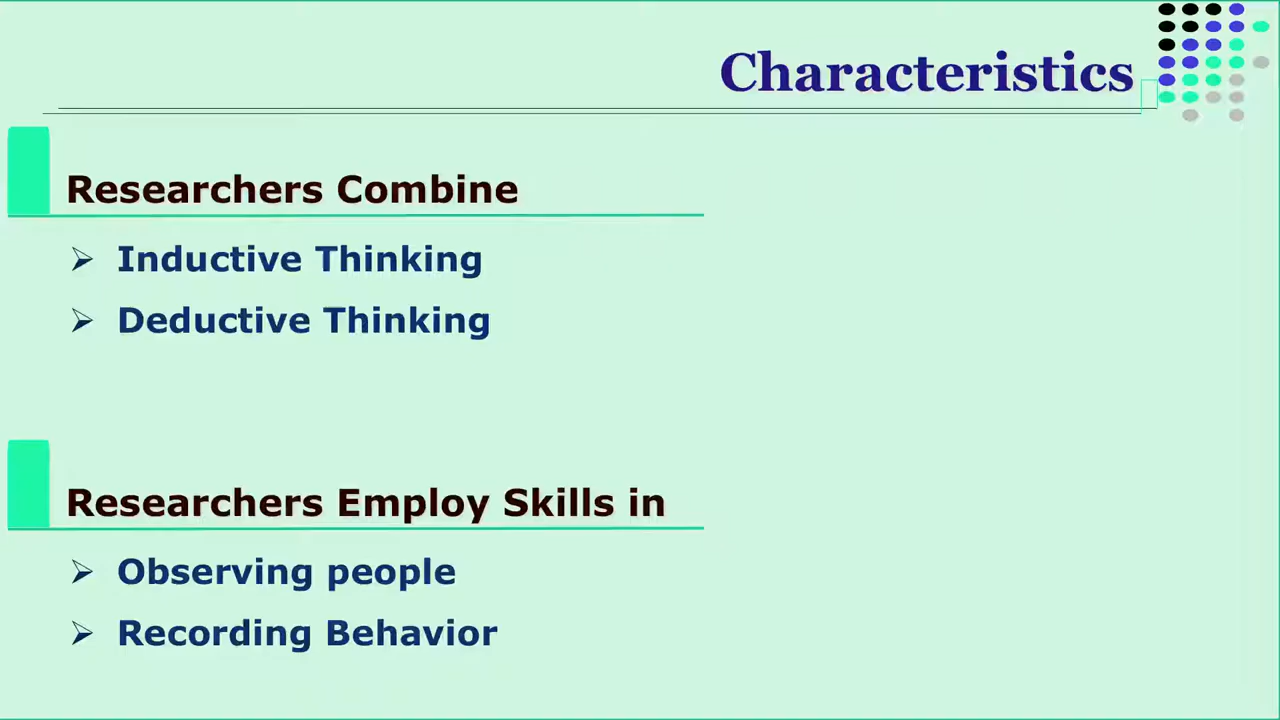 Characteristics
Researchers Combine
➢ Inductive Thinking
➢ Deductive Thinking
Researchers Employ Skills in
➢ Observing people
➢ Recording Behavior